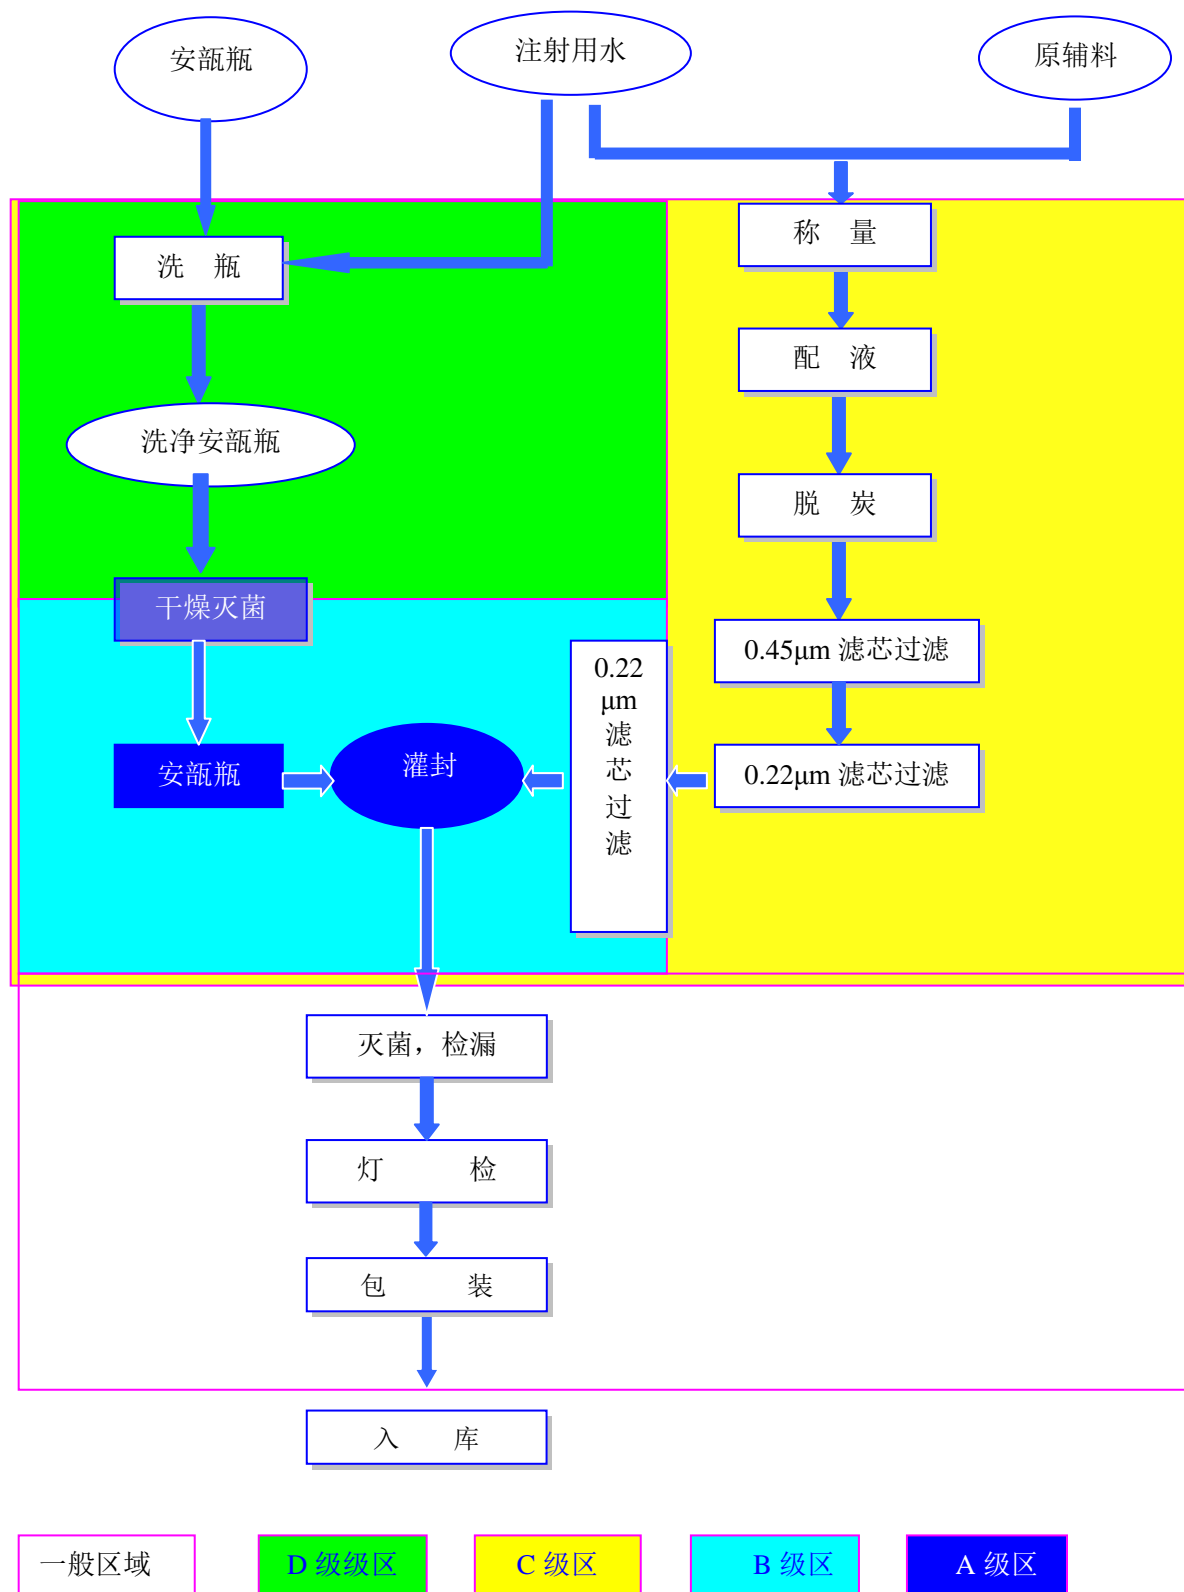 安瓿瓶
注射用水
原辅料
洗 瓶
称 量
配 液
洗净安瓿瓶
脱 炭
干燥灭菌
0.45μm 滤芯过滤
0.22
μm
滤
芯
过
滤
安瓿瓶
灌封
0.22μm 滤芯过滤
灭菌，检漏
灯 检
包 装
入 库
一般区域
D 级级区
C 级区
B 级区
A 级区